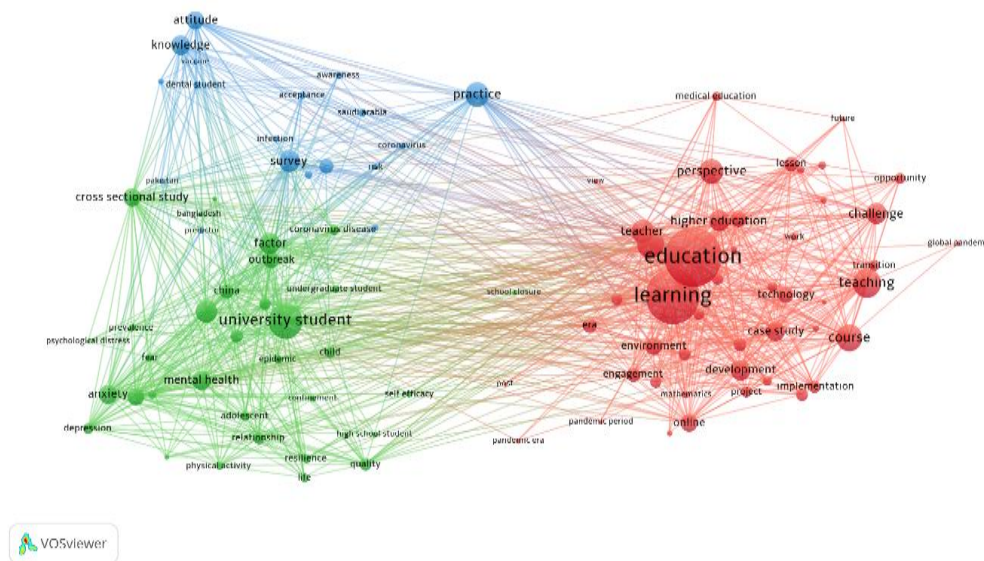 attitude
knowledge
vaccine
dental student
awareness
acceptance
saudi arabia
practice
infection
survey
coronavirus
risk
pakistan
cross sectional study
bangladesh
predictor
coronavirus disease
factor
outbreak
china
undergraduate student
university student
prevalence
psychological distress
fear
epidemic
child
mental health
anxiety
confinement
self efficacy
adolescent
depression
relationship
high school student
physical activity
resilience
quality
life
medical education
future
lesson
view
perspective
opportunity
higher education
challenge
teacher
work
global pandem
education
transition
teaching
school closure
learning
technology
era
case study
course
environment
engagement
development
post
mathematics
project
implementation
pandemic period
online
pandemic era
VOSviewer